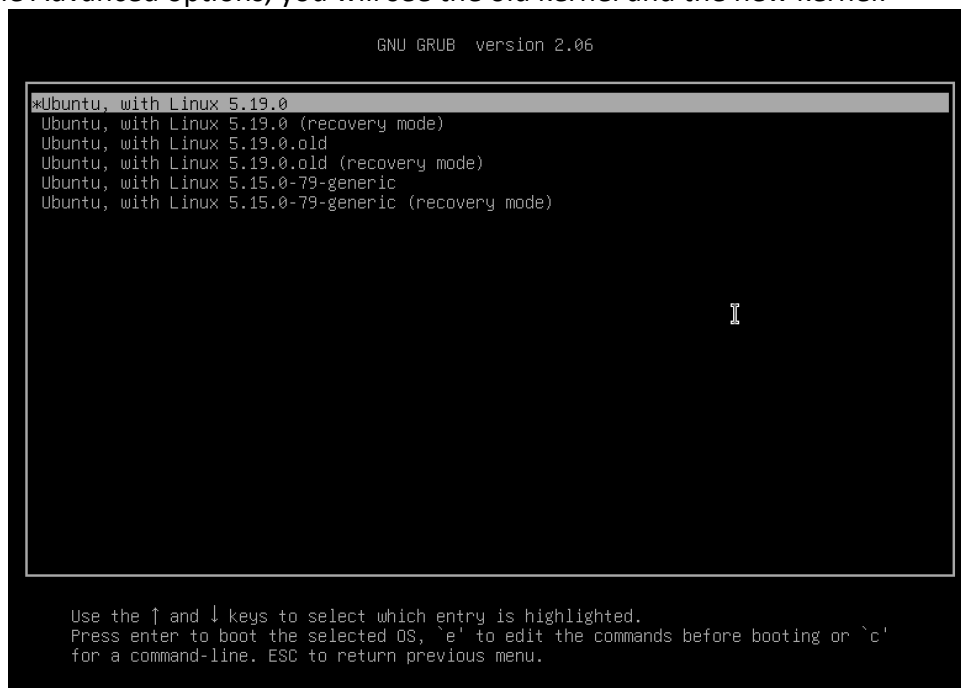 Advanced options, you will see the old kernel and the new kernel.
GNU GRUB version 2.06
*Ubuntu, with Linux 5.19.0
Ubuntu, with Linux 5.19.0 (recovery mode)
Ubuntu, with Linux 5.19.0.old
Ubuntu, with Linux 5.19.0.old (recovery mode)
Ubuntu, with Linux 5.15.0-79-generic
Ubuntu, with Linux 5.15.0-79-generic (recovery mode)
Use the ↑ and ↓ keys to select which entry is highlighted.
Press enter to boot the selected OS, `e' to edit the commands before booting or `c'
for a command-line. ESC to return previous menu.